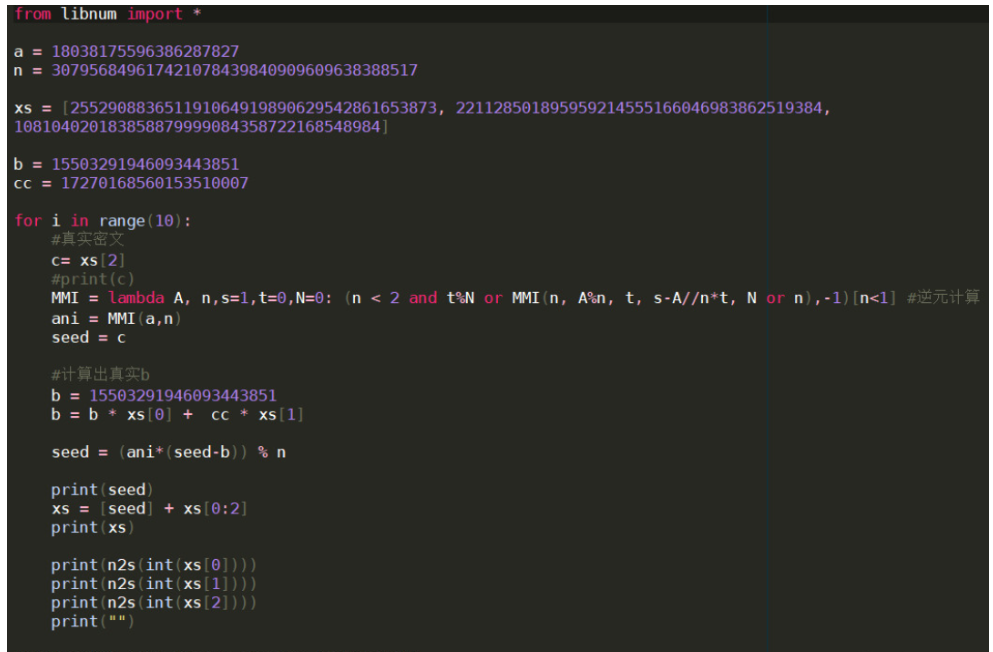 from libnum import *
a = 18038175596386287827
n = 307956849617421078439840909609638388517
xs = [255290883651191064919890629542861653873, 221128501895959214555166046983862519384,
108104020183858879999084358722168548984]
b = 15503291946093443851
cc = 17270168560153510007
for i in range(10):
    #真实密文
    c= xs[2]
    #print(c)
    MMI = lambda A, n,s=1,t=0,N=0: (n < 2 and t%N or MMI(n, A%n, t, s-A//n*t, N or n),-1)[n<1] #逆元计算
    ani = MMI(a,n)
    seed = c
    #计算出真实b
    b = 15503291946093443851
    b = b * xs[0] +  cc * xs[1]
    seed = (ani*(seed-b)) % n
    print(seed)
    xs = [seed] + xs[0:2]
    print(xs)
    print(n2s(int(xs[0])))
    print(n2s(int(xs[1])))
    print(n2s(int(xs[2])))
    print("")